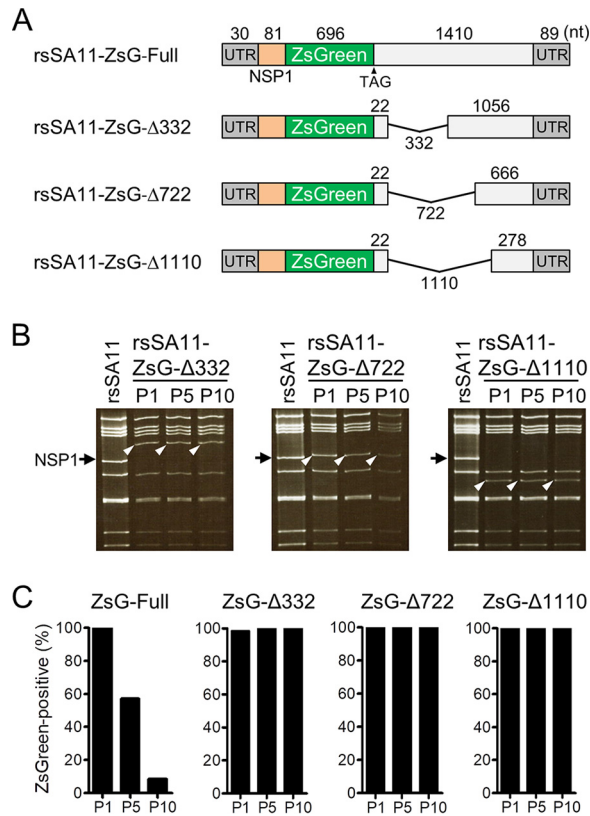 A
30 81 696 1410 89 (nt)
rsSA11-ZsG-Full UTR ZsGreen UTR
NSP1 TAG
22 1056
rsSA11-ZsG-Δ332 UTR ZsGreen UTR
332
22 666
rsSA11-ZsG-Δ722 UTR ZsGreen UTR
722
22 278
rsSA11-ZsG-Δ1110 UTR ZsGreen UTR
1110
B
rsSA11 rsSA11-ZsG-Δ332 P1 P5 P10
rsSA11 rsSA11-ZsG-Δ722 P1 P5 P10
rsSA11 rsSA11-ZsG-Δ1110 P1 P5 P10
NSP1
C
ZsG-Full ZsG-Δ332 ZsG-Δ722 ZsG-Δ1110
ZsGreen-positive (%)
100 100 100 100
80 80 80 80
60 60 60 60
40 40 40 40
20 20 20 20
0 0 0 0
P1 P5 P10 P1 P5 P10 P1 P5 P10 P1 P5 P10